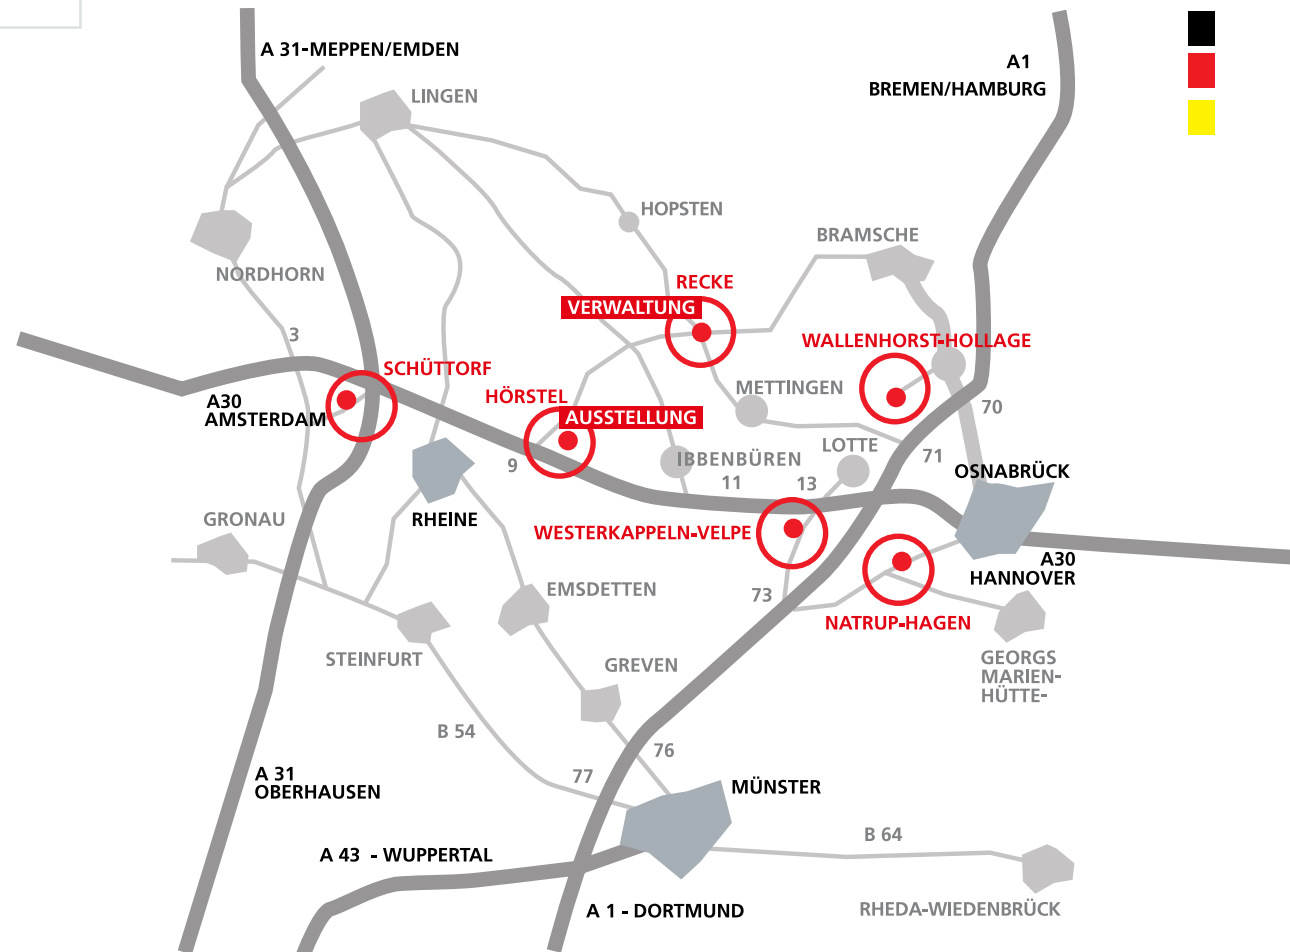 A 31-MEPPEN/EMDEN
A1
BREMEN/HAMBURG
LINGEN
HOPSTEN
BRAMSCHE
NORDHORN
RECKE
VERWALTUNG
3
WALLENHORST-HOLLAGE
SCHÜTTORF
HÖRSTEL
METTINGEN
A30
AMSTERDAM
AUSSTELLUNG
70
LOTTE
71
IBBENBÜREN
9
11
13
OSNABRÜCK
GRONAU
RHEINE
WESTERKAPPELN-VELPE
A30
HANNOVER
EMSDETTEN
73
NATRUP-HAGEN
STEINFURT
GREVEN
GEORGS
MARIEN-
HÜTTE-
B 54
76
77
A 31
OBERHAUSEN
MÜNSTER
B 64
A 43 - WUPPERTAL
A 1 - DORTMUND
RHEDA-WIEDENBRÜCK